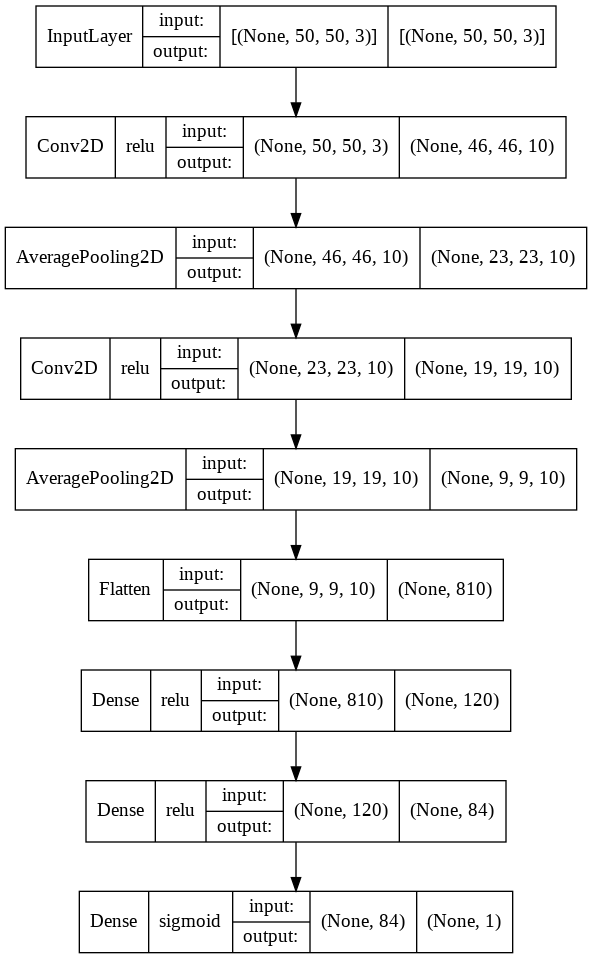 InputLayer input: output: [(None, 50, 50, 3)] [(None, 50, 50, 3)]
Conv2D relu input: output: (None, 50, 50, 3) (None, 46, 46, 10)
AveragePooling2D input: output: (None, 46, 46, 10) (None, 23, 23, 10)
Conv2D relu input: output: (None, 23, 23, 10) (None, 19, 19, 10)
AveragePooling2D input: output: (None, 19, 19, 10) (None, 9, 9, 10)
Flatten input: output: (None, 9, 9, 10) (None, 810)
Dense relu input: output: (None, 810) (None, 120)
Dense relu input: output: (None, 120) (None, 84)
Dense sigmoid input: output: (None, 84) (None, 1)